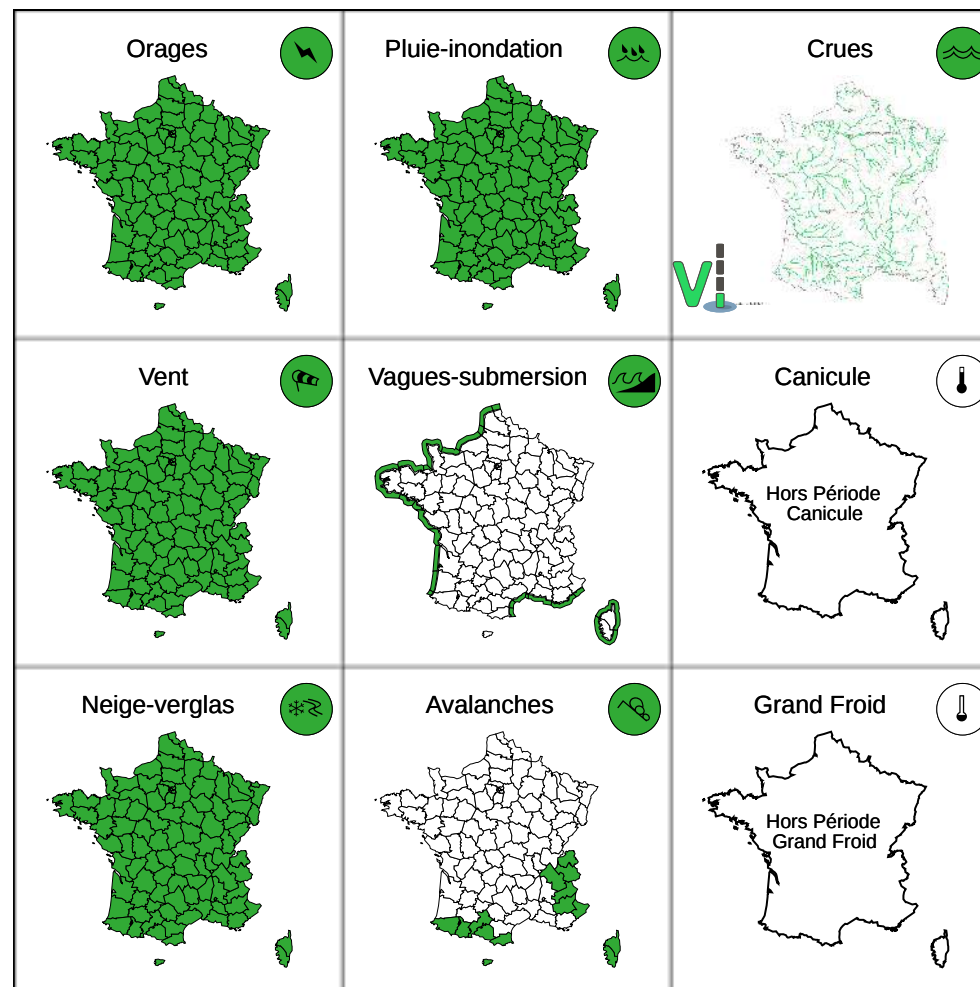 Orages
Pluie-inondation
Crues
Vi
Vent
Vagues-submersion
Canicule
Hors Période
Canicule
Neige-verglas
Avalanches
Grand Froid
Hors Période
Grand Froid